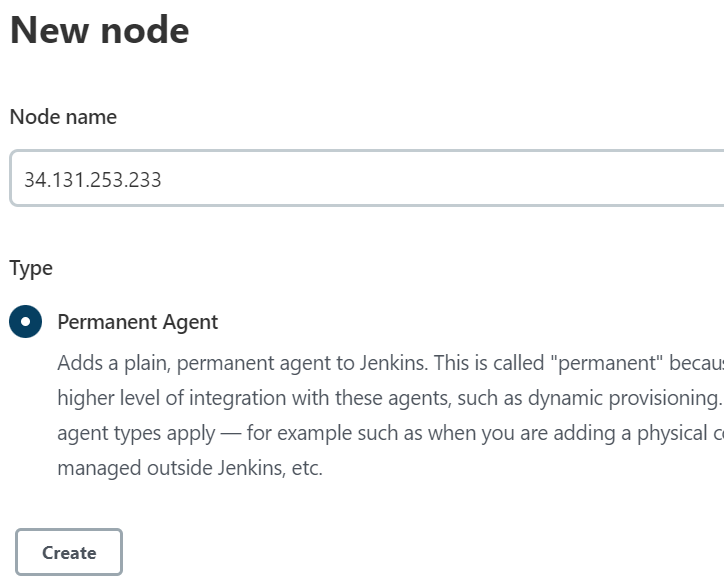 New node
Node name
34.131.253.233
Type
Permanent Agent
Adds a plain, permanent agent to Jenkins. This is called "permanent"
higher level of integration with these agents, such as dynamic provisioning.
agent types apply — for example such as when you are adding a physical
managed outside Jenkins, etc.
Create